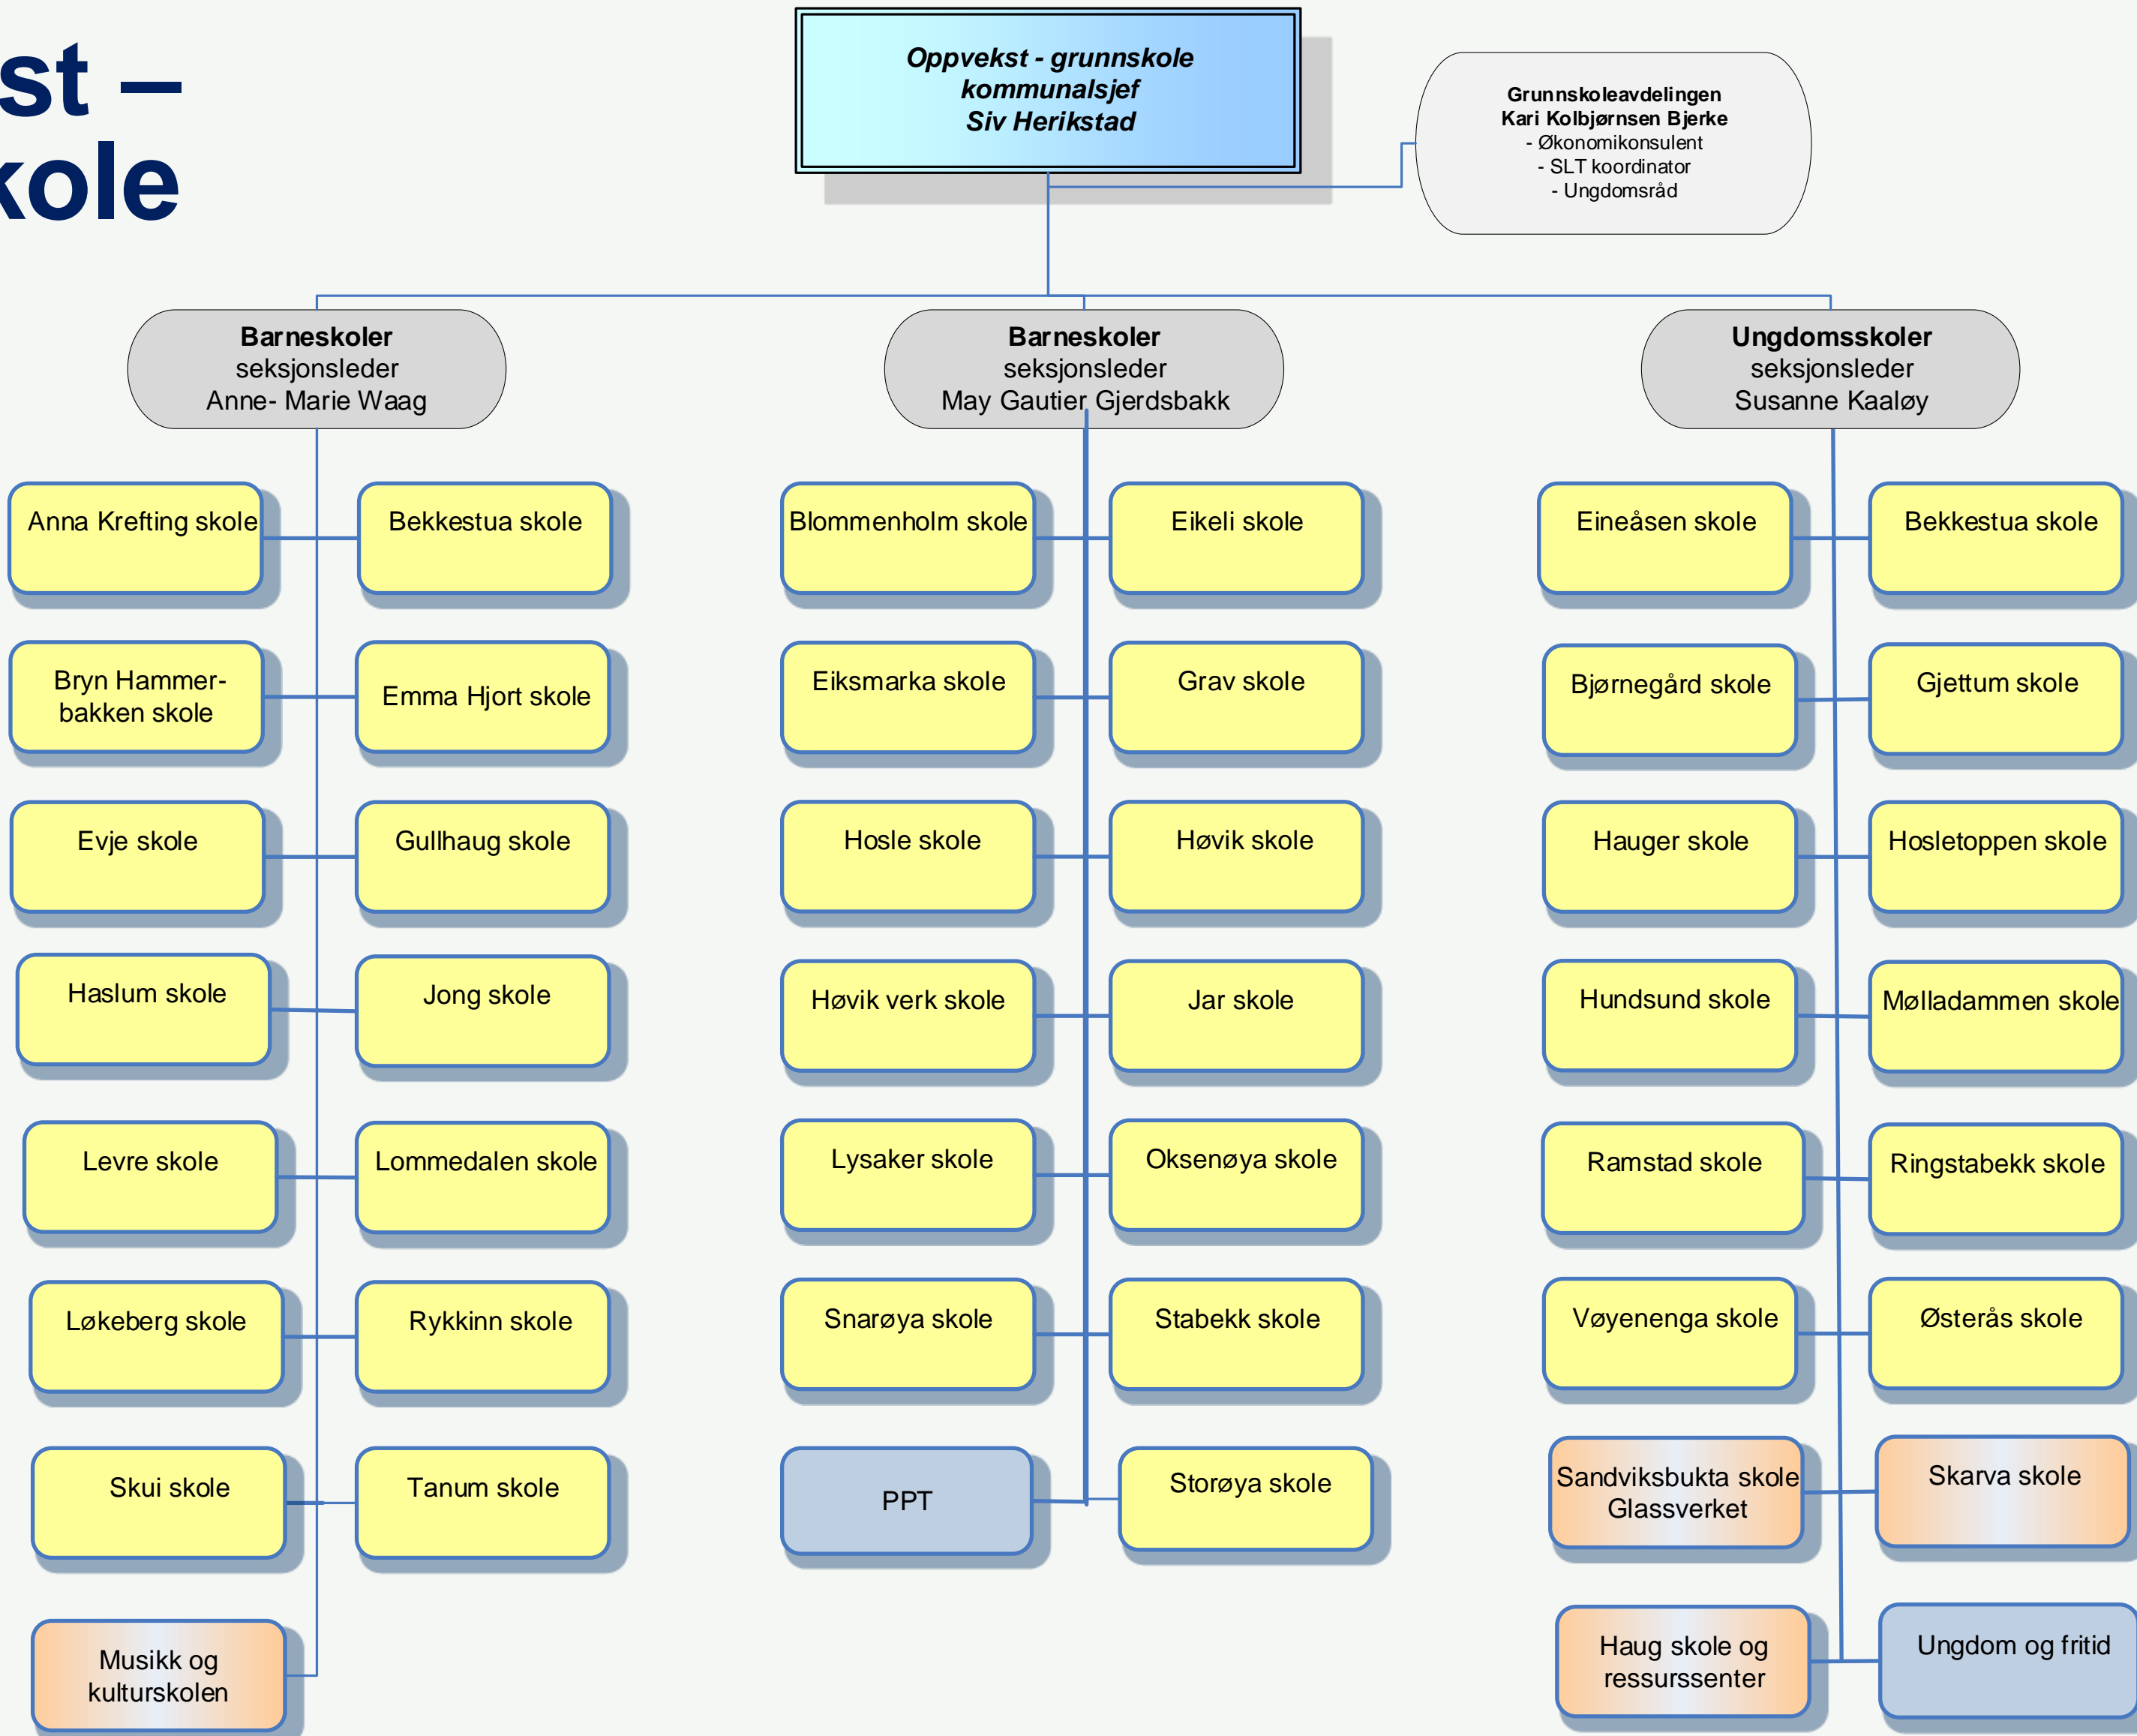 st –
kole
Oppvekst - grunnskole
kommunalsjef
Siv Herikstad
Grunnskoleavdelingen
Kari Kolbjørnsen Bjerke
- Økonomikonsulent
- SLT koordinator
- Ungdomsråd
Barneskoler
seksjonsleder
Anne- Marie Waag
Anna Krefting skole
Bekkestua skole
Bryn Hammer-
bakken skole
Emma Hjort skole
Evje skole
Gullhaug skole
Haslum skole
Jong skole
Levre skole
Lommedalen skole
Løkeberg skole
Rykkinn skole
Skui skole
Tanum skole
Musikk og
kulturskolen
Barneskoler
seksjonsleder
May Gautier Gjerdsbakk
Blommenholm skole
Eikeli skole
Eiksmarka skole
Grav skole
Hosle skole
Høvik skole
Høvik verk skole
Jar skole
Lysaker skole
Oksenøya skole
Snarøya skole
Stabekk skole
PPT
Storøya skole
Ungdomsskoler
seksjonsleder
Susanne Kaaløy
Eineåsen skole
Bekkestua skole
Bjørnegård skole
Gjettum skole
Hauger skole
Hosletoppen skole
Hundsund skole
Mølladammen skole
Ramstad skole
Ringstabekk skole
Vøyenenga skole
Østerås skole
Sandviksbukta skole
Glassverket
Skarva skole
Haug skole og
ressurssenter
Ungdom og fritid